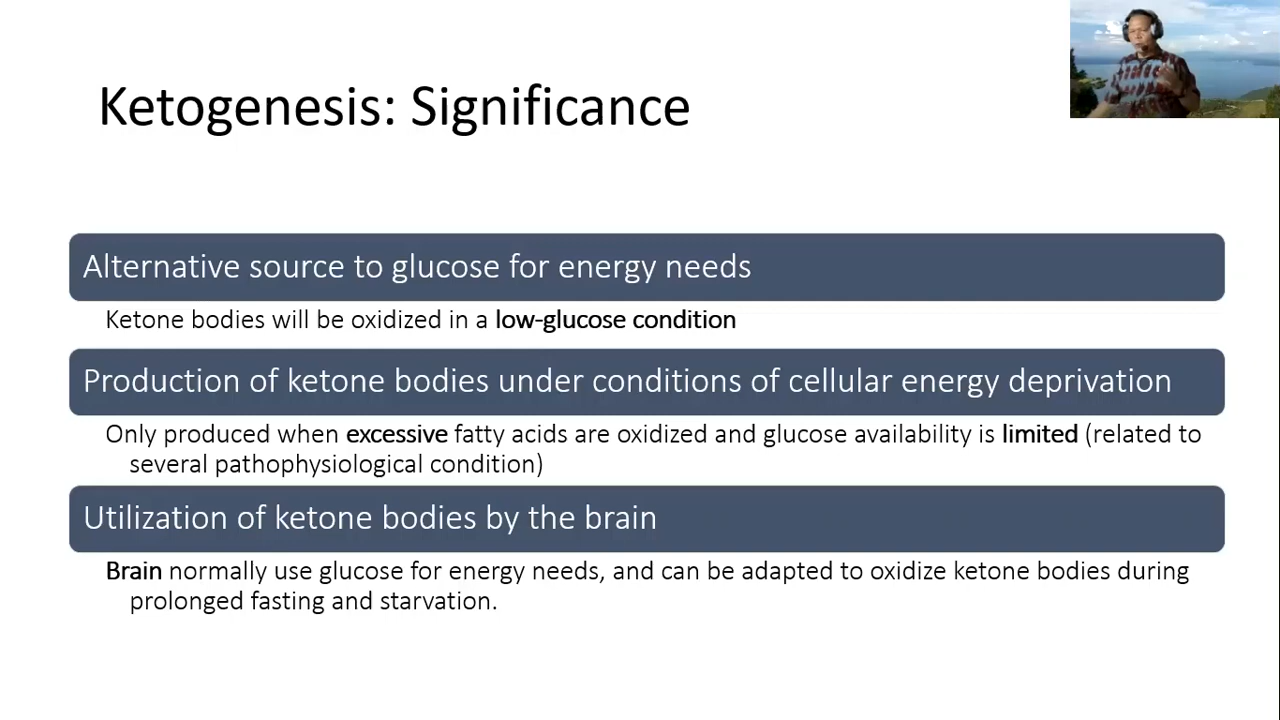 Ketogenesis: Significance
Alternative source to glucose for energy needs
Ketone bodies will be oxidized in a low-glucose condition
Production of ketone bodies under conditions of cellular energy deprivation
Only produced when excessive fatty acids are oxidized and glucose availability is limited (related to
several pathophysiological condition)
Utilization of ketone bodies by the brain
Brain normally use glucose for energy needs, and can be adapted to oxidize ketone bodies during
prolonged fasting and starvation.